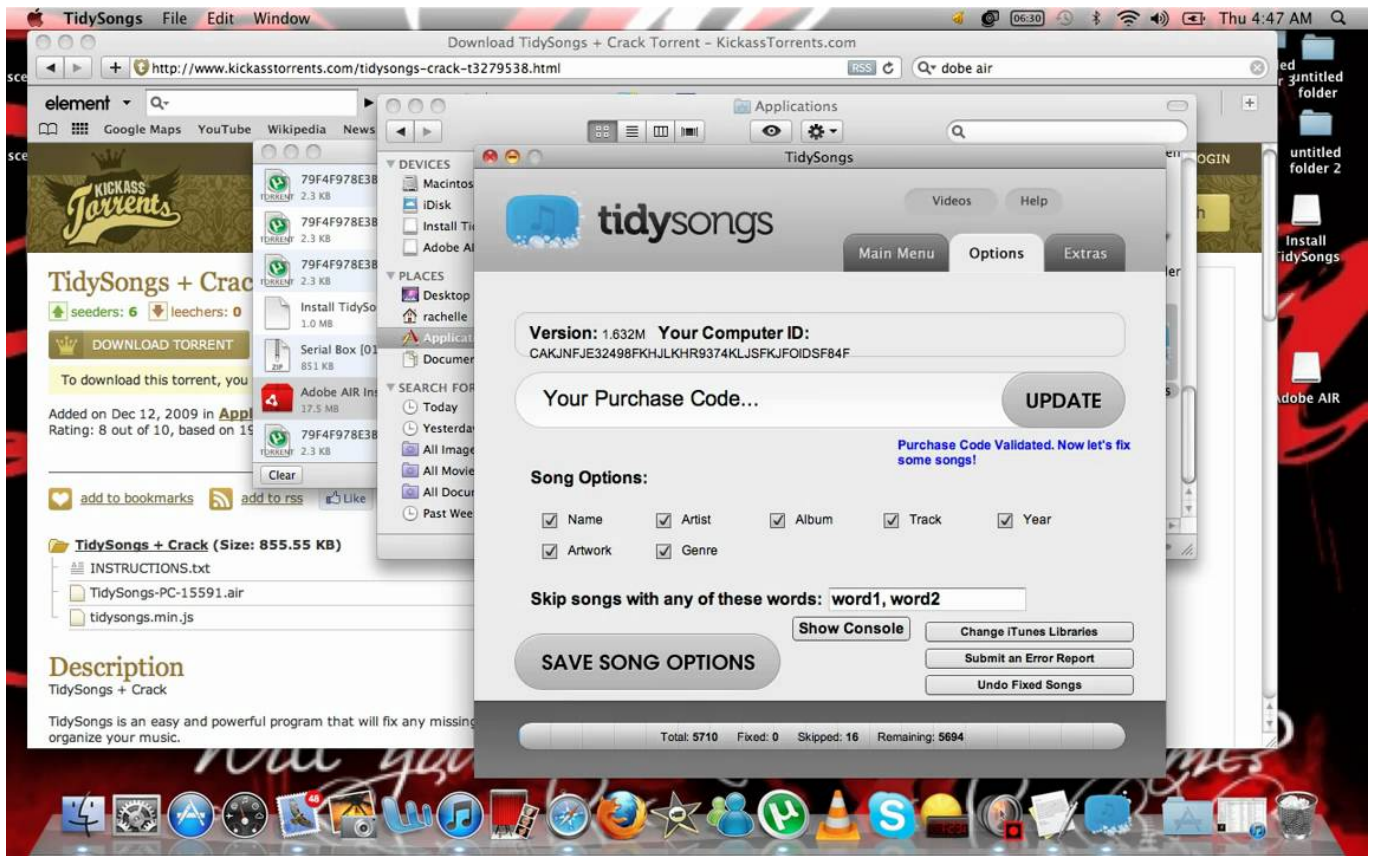 TidySongs File Edit Window
06:30
Thu 4:47 AM
Download TidySongs + Crack Torrent – KickassTorrents.com
http://www.kickasstorrents.com/tidysongs-crack-t3279538.html
RSS
dobe air
element
Google Maps YouTube Wikipedia News
Applications
KICKASS
Torrents
TidySongs + Crac
seeders: 6 leechers: 0
DOWNLOAD TORRENT
To download this torrent, you
Added on Dec 12, 2009 in Appl
Rating: 8 out of 10, based on 19
add to bookmarks add to rss Like
TidySongs + Crack (Size: 855.55 KB)
INSTRUCTIONS.txt
TidySongs-PC-15591.air
tidysongs.min.js
Description
TidySongs + Crack
TidySongs is an easy and powerful program that will fix any missing
organize your music.
79F4F978E3B
TORRENT 2.3 KB
79F4F978E3B
TORRENT 2.3 KB
79F4F978E3B
TORRENT 2.3 KB
Install TidySo
1.0 MB
Serial Box [01
ZIP 851 KB
Adobe AIR Ins
17.5 MB
79F4F978E3B
TORRENT 2.3 KB
Clear
DEVICES
Macintos
iDisk
Install Ti
Adobe AI
PLACES
Desktop
rachelle
Applicat
Documen
SEARCH FOR
Today
Yesterda
All Image
All Movie
All Docu
Past Wee
TidySongs
tidysongs
Videos Help
Main Menu Options Extras
Version: 1.632M Your Computer ID:
CAKJNFJE32498FKHJLKHR9374KLJSFKJFOIDSF84F
Your Purchase Code...
UPDATE
Purchase Code Validated. Now let's fix
some songs!
Song Options:
Name Artist Album Track Year
Artwork Genre
Skip songs with any of these words: word1, word2
Show Console
SAVE SONG OPTIONS
Change iTunes Libraries
Submit an Error Report
Undo Fixed Songs
Total: 5710 Fixed: 0 Skipped: 16 Remaining: 5694
OGIN
untitled
folder
untitled
folder 2
Install
TidySongs
Adobe AIR
48